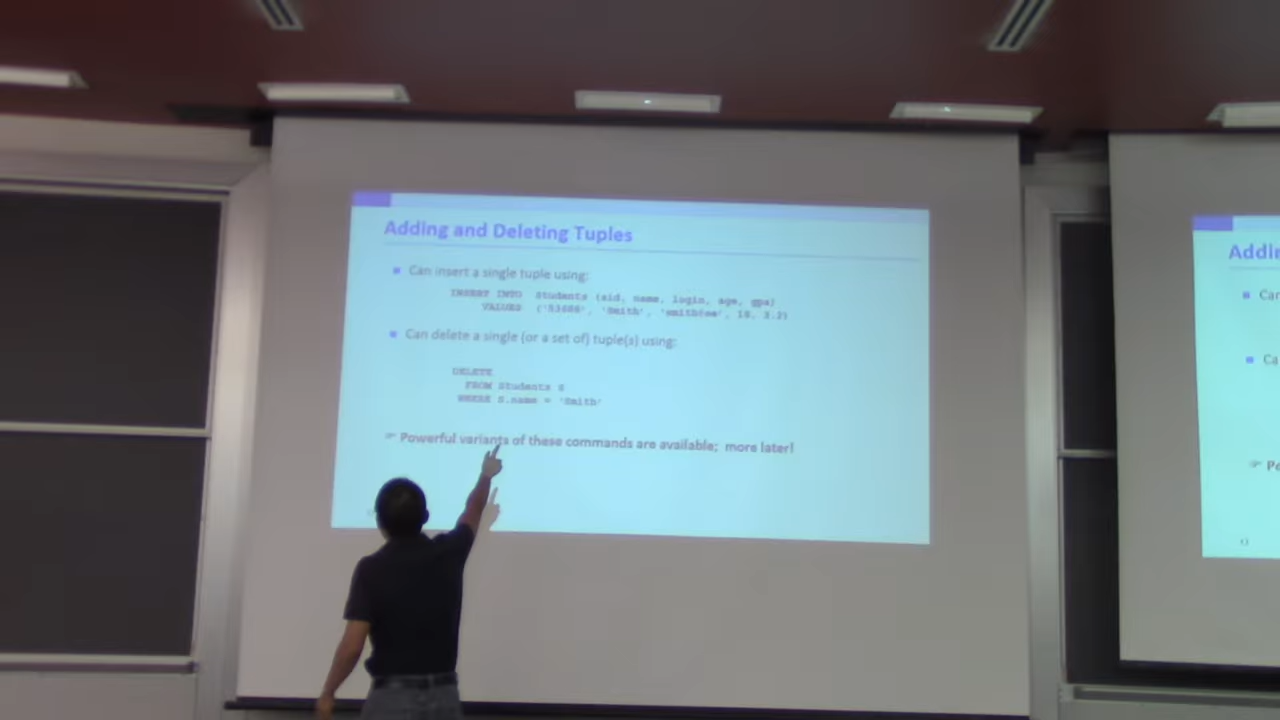 Adding and Deleting Tuples
Can insert a single tuple using:
INSERT INTO Students (sid, name, login, age, gpa)
VALUES ('53688', 'Smith', 'smith@ee', 18, 3.2)
Can delete a single (or a set of) tuple(s) using:
DELETE
FROM Students S
WHERE S.name = 'Smith'
☞ Powerful variants of these commands are available; more later!
Addin
Can
Ca
☞ Po